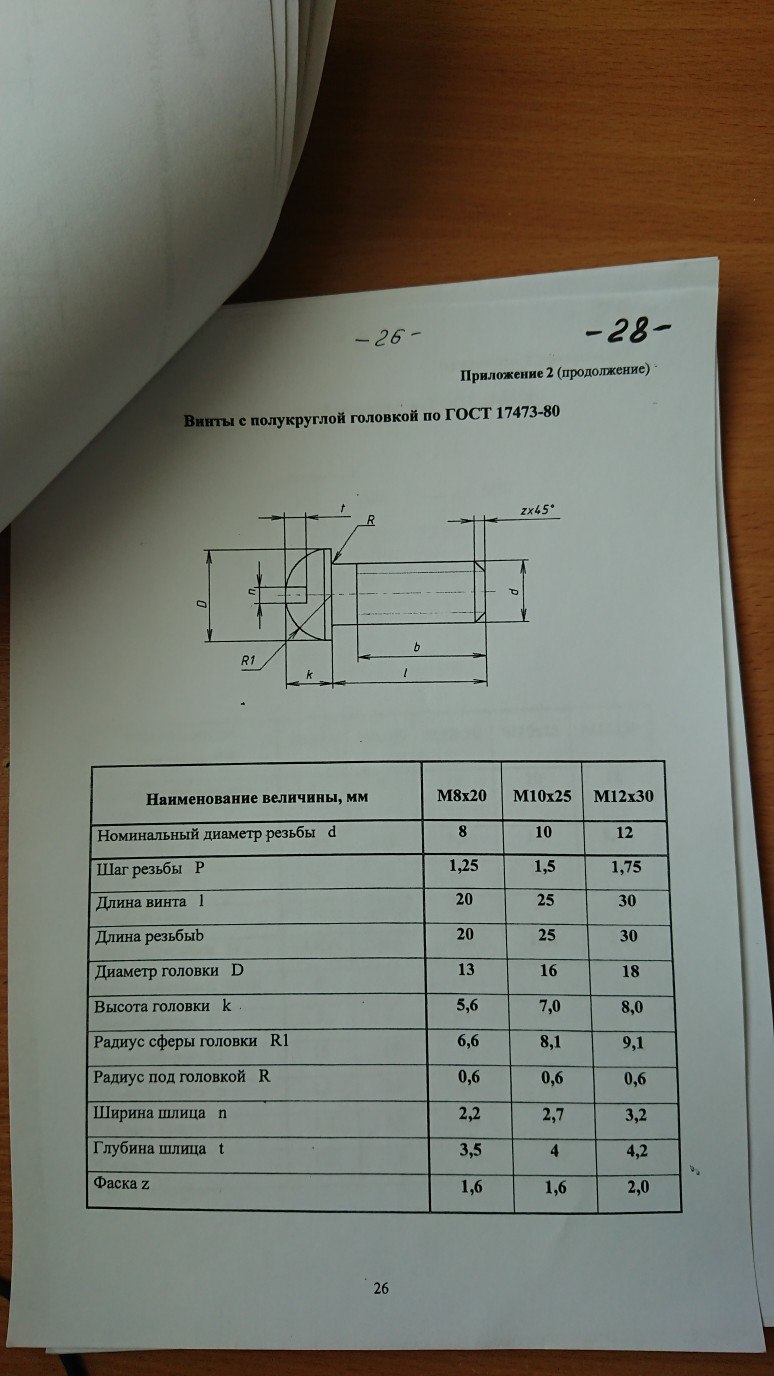 -26-
-28-
Приложение 2 (продолжение)
Винты с полукруглой головкой по ГОСТ 17473-80
t
R
zx45°
D
n
d
R1
k
b
l
Наименование величины, мм М8х20 М10х25 М12х30
Номинальный диаметр резьбы d 8 10 12
Шаг резьбы Р 1,25 1,5 1,75
Длина винта l 20 25 30
Длина резьбыb 20 25 30
Диаметр головки D 13 16 18
Высота головки k 5,6 7,0 8,0
Радиус сферы головки R1 6,6 8,1 9,1
Радиус под головкой R 0,6 0,6 0,6
Ширина шлица n 2,2 2,7 3,2
Глубина шлица t 3,5 4 4,2
Фаска z 1,6 1,6 2,0
26